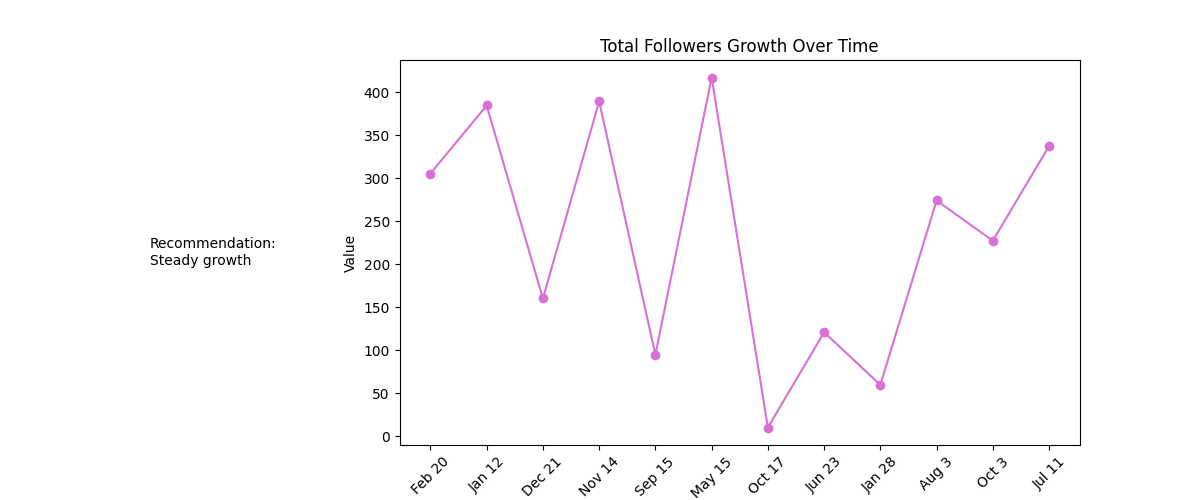 Total Followers Growth Over Time
Recommendation:
Steady growth
Value
400
350
300
250
200
150
100
50
0
Feb 20
Jan 12
Dec 21
Nov 14
Sep 15
May 15
Oct 17
Jun 23
Jan 28
Aug 3
Oct 3
Jul 11